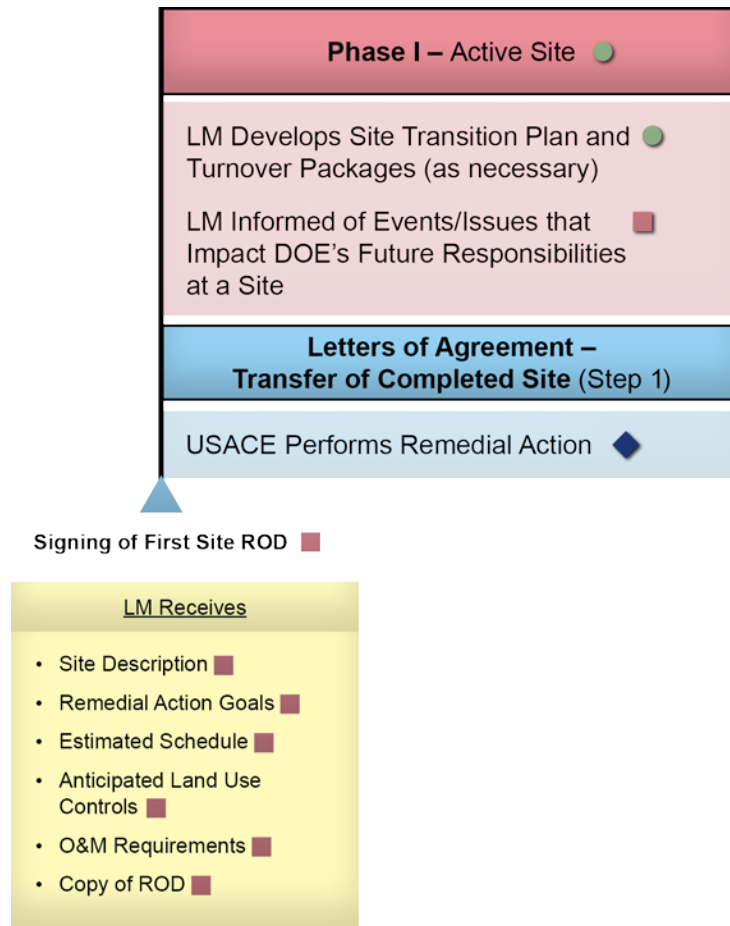 Phase I – Active Site
LM Develops Site Transition Plan and
Turnover Packages (as necessary)
LM Informed of Events/Issues that
Impact DOE's Future Responsibilities
at a Site
Letters of Agreement –
Transfer of Completed Site (Step 1)
USACE Performs Remedial Action
Signing of First Site ROD
LM Receives
• Site Description
• Remedial Action Goals
• Estimated Schedule
• Anticipated Land Use
Controls
• O&M Requirements
• Copy of ROD